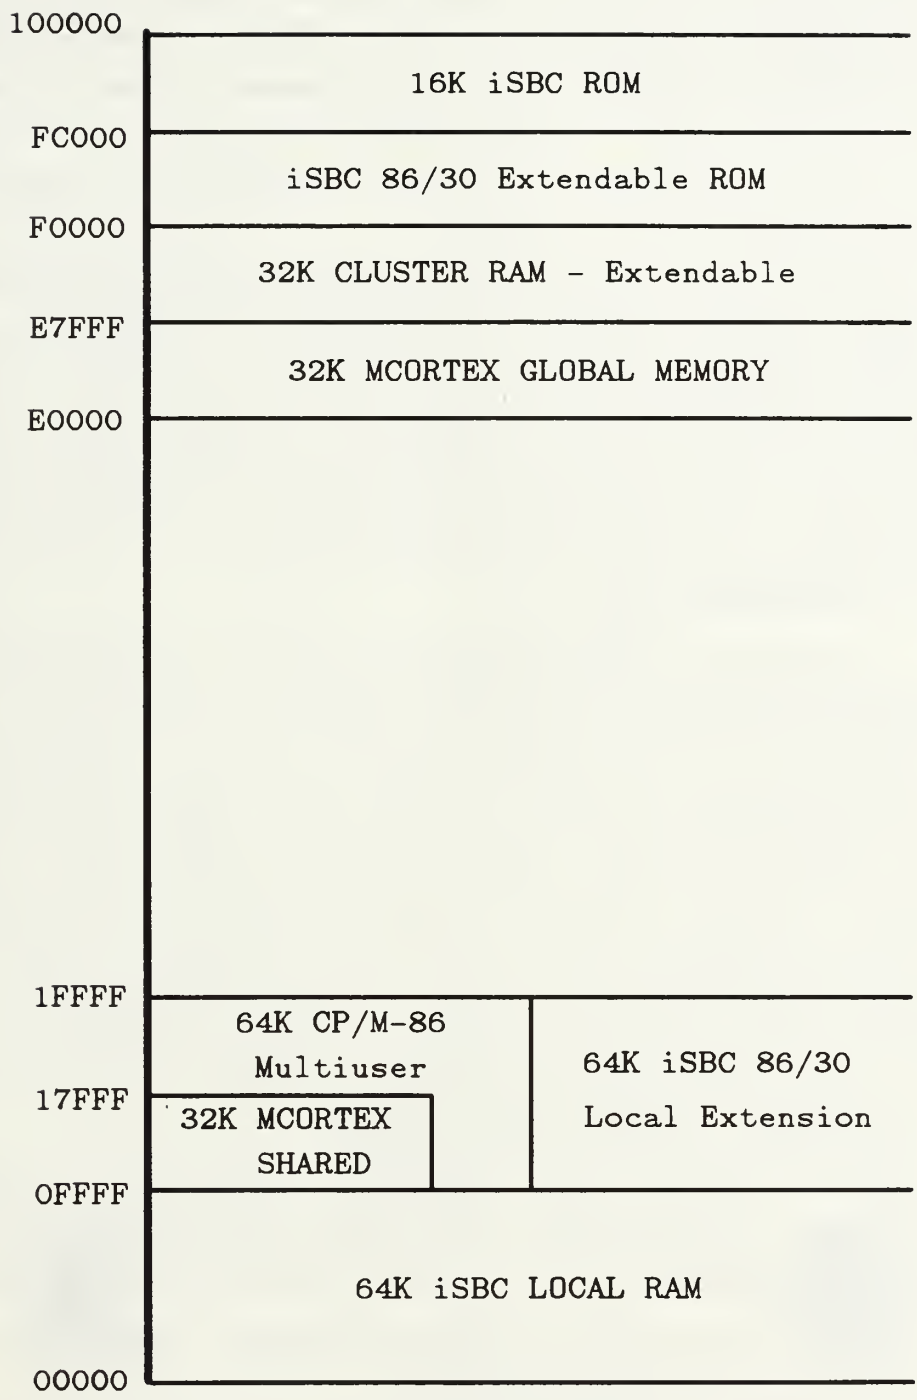 100000
16K iSBC ROM
FC000
iSBC 86/30 Extendable ROM
F0000
32K CLUSTER RAM - Extendable
E7FFF
32K MCORTEX GLOBAL MEMORY
E0000
1FFFF
64K CP/M-86
Multiuser
64K iSBC 86/30
Local Extension
17FFF
32K MCORTEX
SHARED
0FFFF
64K iSBC LOCAL RAM
00000